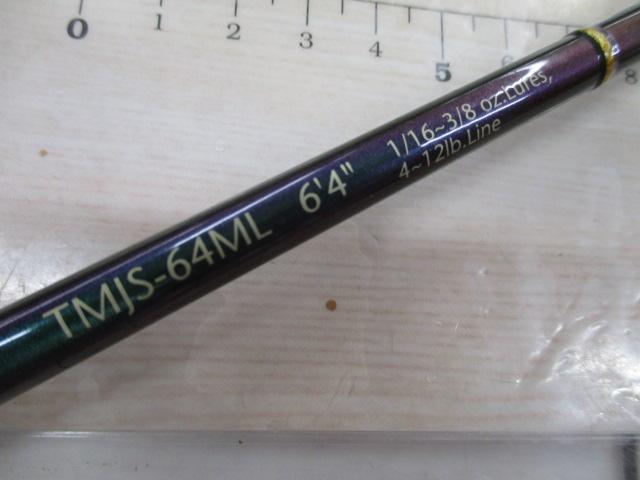 0 1 2 3 4 5 8
TMJS-64ML 6'4" 1/16~3/8 oz.Lures,
4~12lb.Line